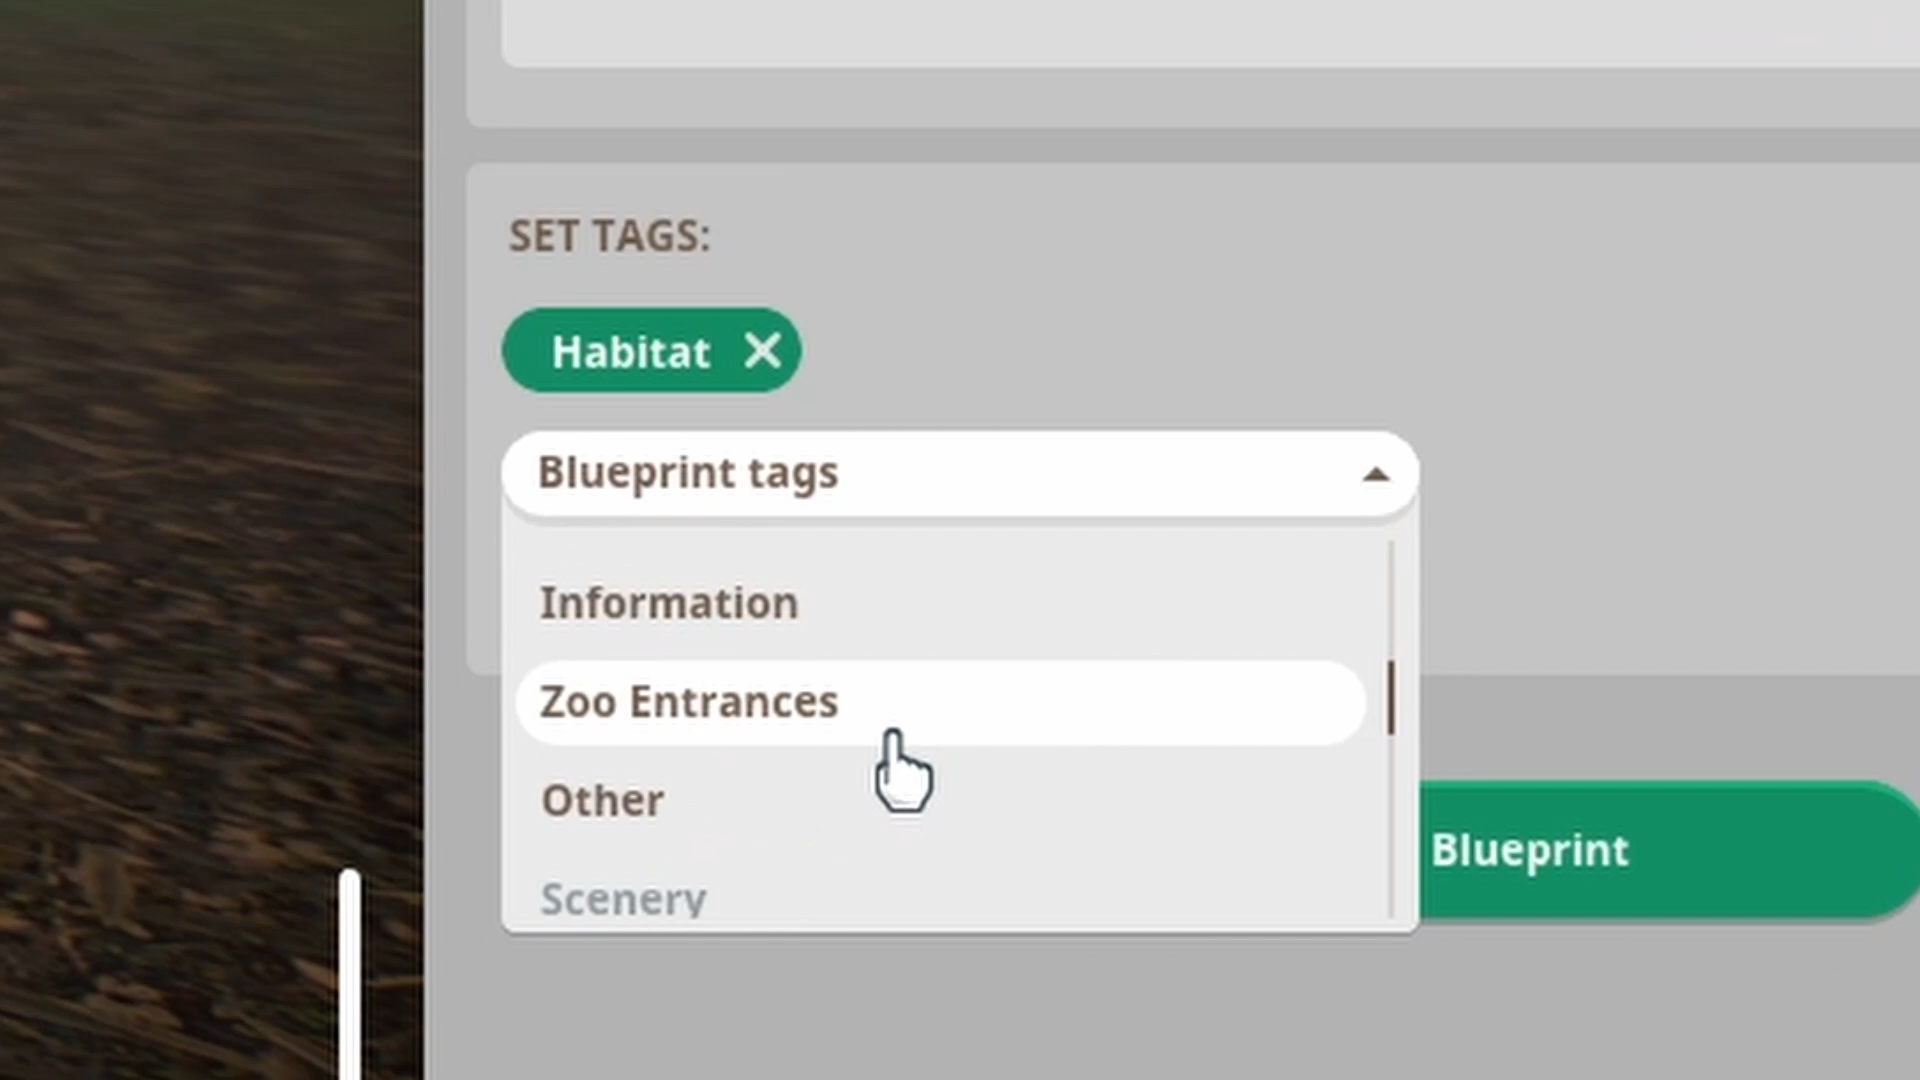 SET TAGS:
Habitat
Blueprint tags
Information
Zoo Entrances
Other
Scenery
Blueprint